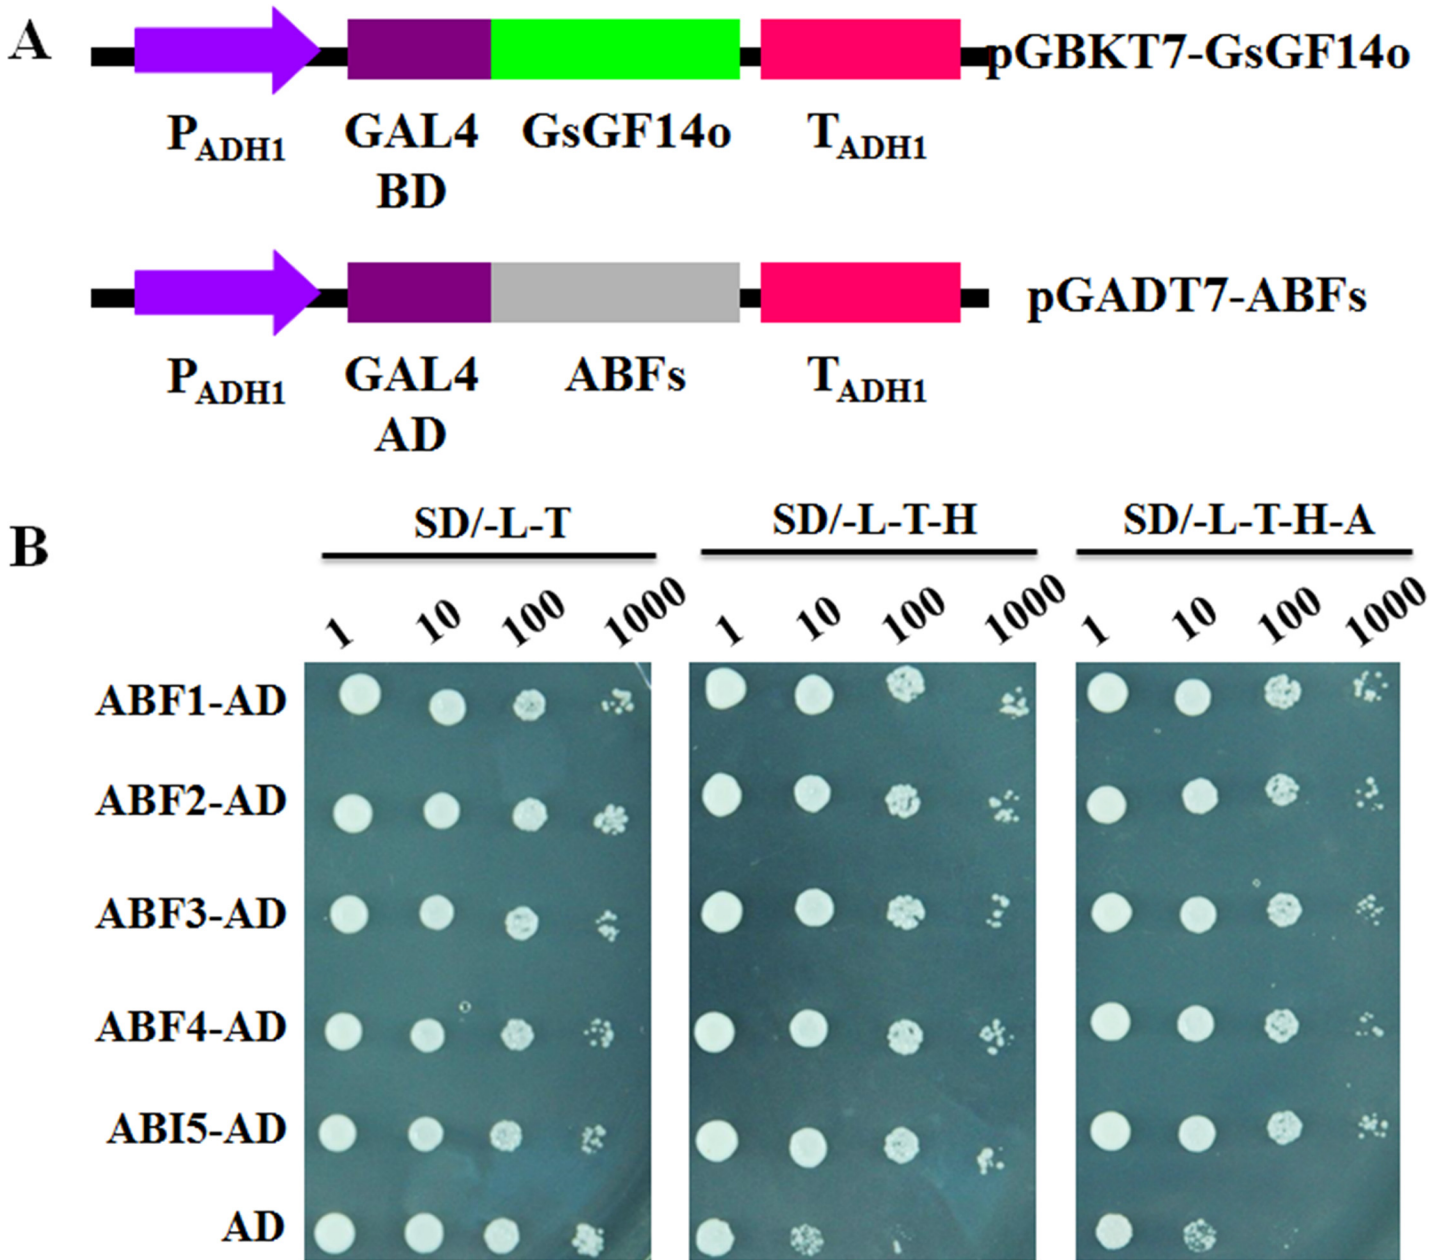 A
pGBKT7-GsGF14o
PADH1 GAL4 BD GsGF14o TADH1
pGADT7-ABFs
PADH1 GAL4 AD ABFs TADH1
B
SD/-L-T SD/-L-T-H SD/-L-T-H-A
1 10 100 1000 1 10 100 1000 1 10 100 1000
ABF1-AD
ABF2-AD
ABF3-AD
ABF4-AD
ABI5-AD
AD